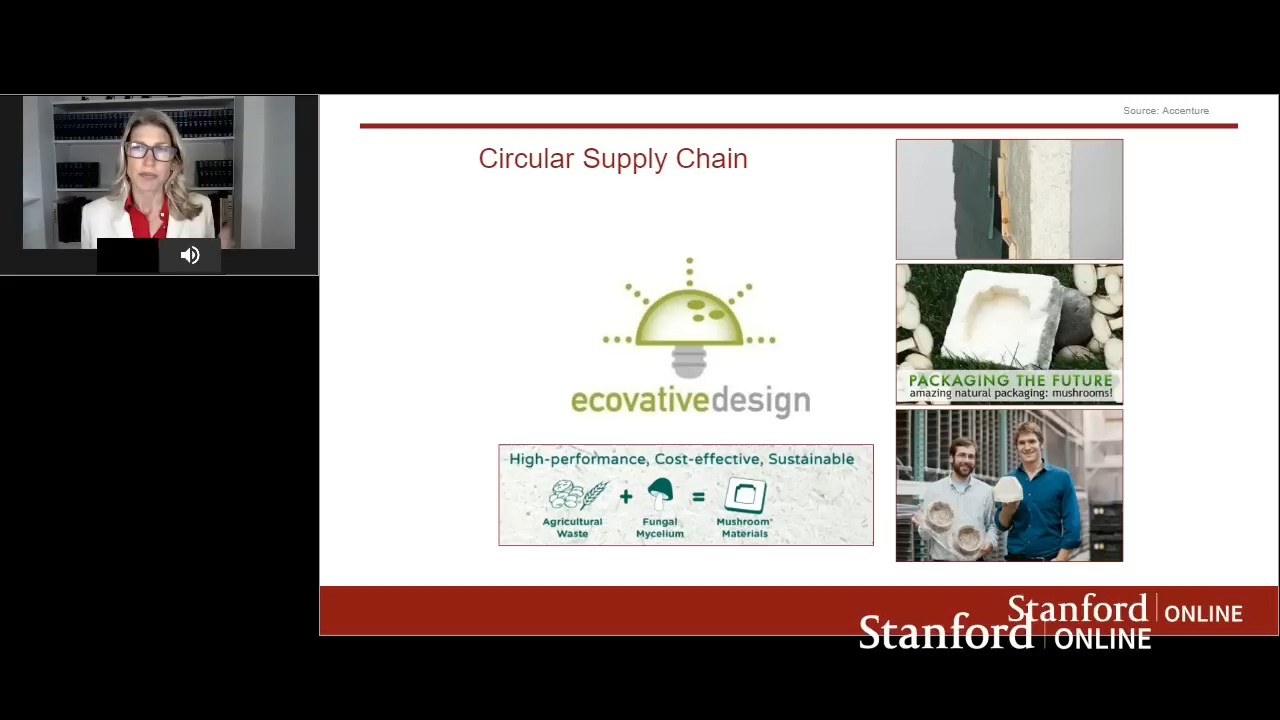 Source: Accenture
Circular Supply Chain
ecovativedesign
High-performance, Cost-effective, Sustainable
+
=
Agricultural
Waste
Fungal
Mycelium
Mushroom®
Materials
PACKAGING THE FUTURE
amazing natural packaging: mushrooms!
Stanford ONLINE
Stanford ONLINE